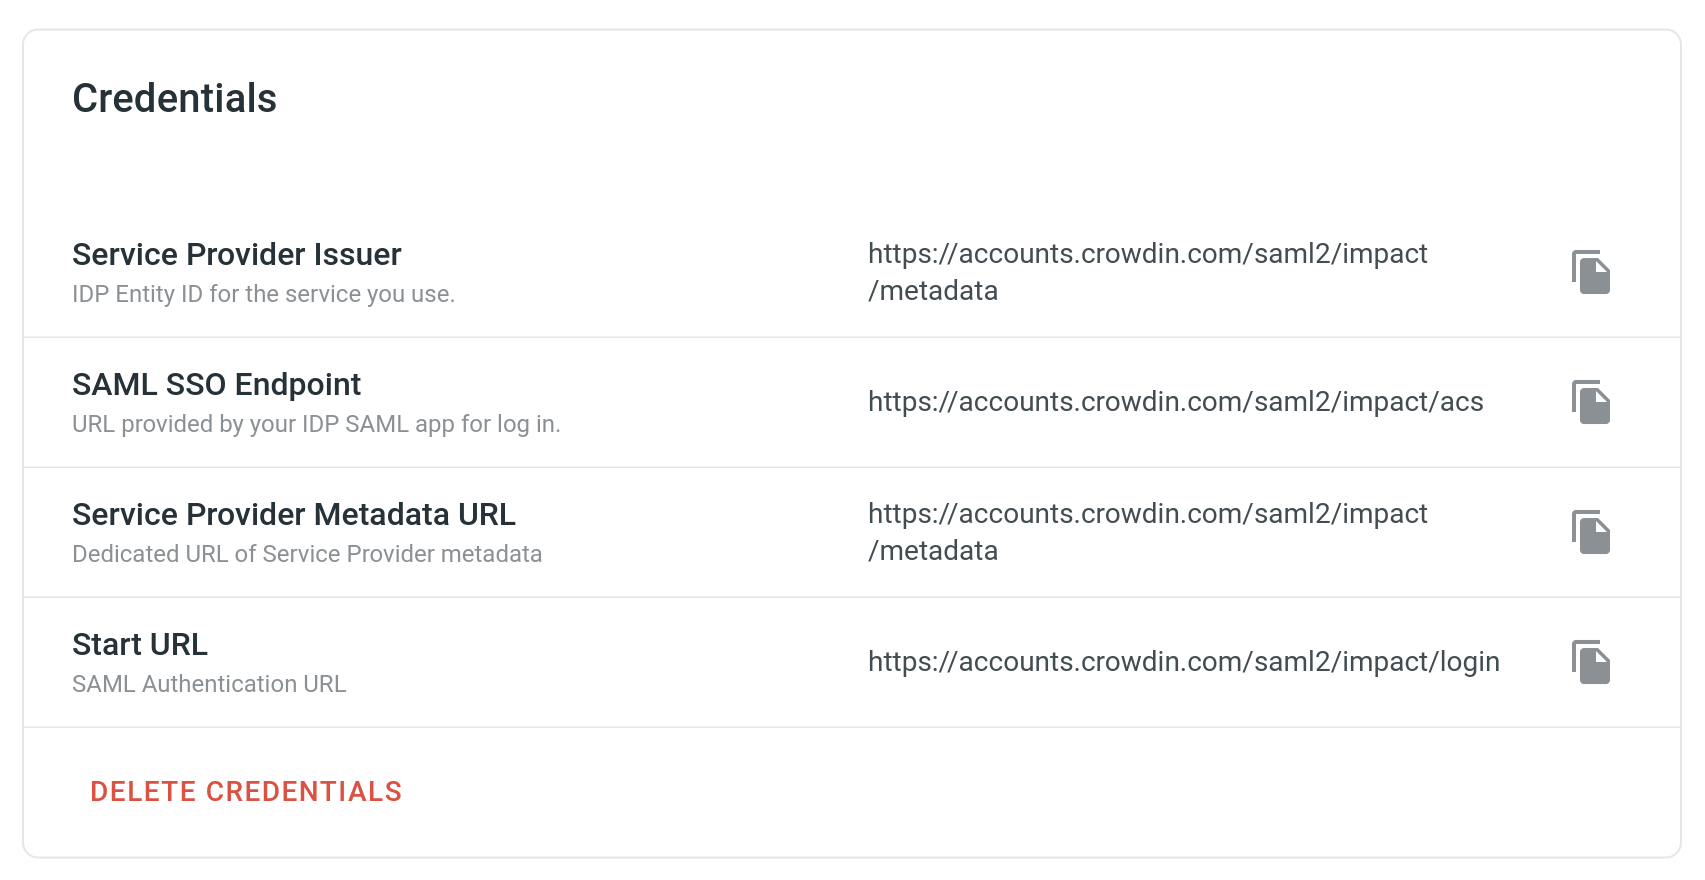 Credentials
Service Provider Issuer
IDP Entity ID for the service you use.
https://accounts.crowdin.com/saml2/impact
/metadata
SAML SSO Endpoint
URL provided by your IDP SAML app for log in.
https://accounts.crowdin.com/saml2/impact/acs
Service Provider Metadata URL
Dedicated URL of Service Provider metadata
https://accounts.crowdin.com/saml2/impact
/metadata
Start URL
SAML Authentication URL
https://accounts.crowdin.com/saml2/impact/login
DELETE CREDENTIALS